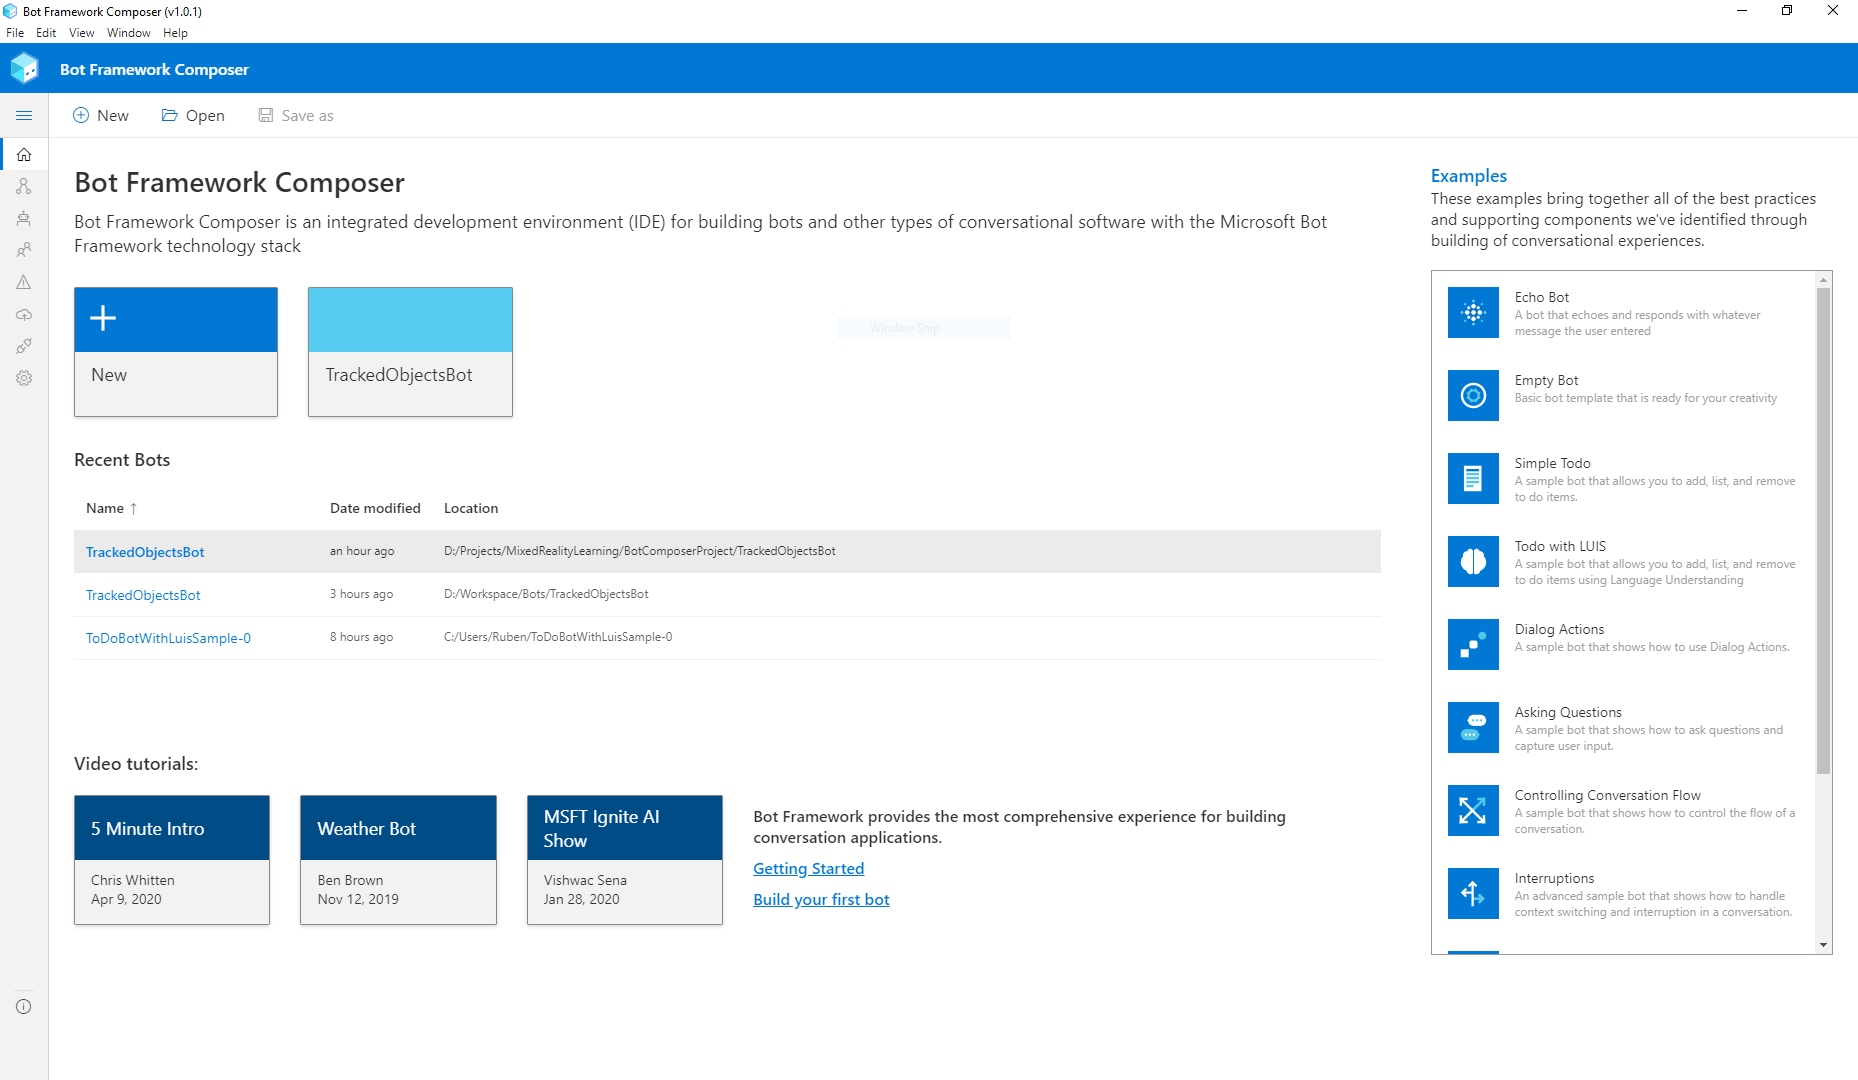 Bot Framework Composer (v1.0.1)
File Edit View Window Help
Bot Framework Composer
New Open Save as
Bot Framework Composer
Bot Framework Composer is an integrated development environment (IDE) for building bots and other types of conversational software with the Microsoft Bot
Framework technology stack
New
TrackedObjectsBot
Window Snip
Recent Bots
Name ↑ Date modified Location
TrackedObjectsBot an hour ago D:/Projects/MixedRealityLearning/BotComposerProject/TrackedObjectsBot
TrackedObjectsBot 3 hours ago D:/Workspace/Bots/TrackedObjectsBot
ToDoBotWithLuisSample-0 8 hours ago C:/Users/Ruben/ToDoBotWithLuisSample-0
Video tutorials:
5 Minute Intro
Chris Whitten
Apr 9, 2020
Weather Bot
Ben Brown
Nov 12, 2019
MSFT Ignite AI
Show
Vishwac Sena
Jan 28, 2020
Bot Framework provides the most comprehensive experience for building
conversation applications.
Getting Started
Build your first bot
Examples
These examples bring together all of the best practices
and supporting components we've identified through
building of conversational experiences.
Echo Bot
A bot that echoes and responds with whatever
message the user entered
Empty Bot
Basic bot template that is ready for your creativity
Simple Todo
A sample bot that allows you to add, list, and remove
to do items.
Todo with LUIS
A sample bot that allows you to add, list, and remove
to do items using Language Understanding
Dialog Actions
A sample bot that shows how to use Dialog Actions.
Asking Questions
A sample bot that shows how to ask questions and
capture user input.
Controlling Conversation Flow
A sample bot that shows how to control the flow of a
conversation.
Interruptions
An advanced sample bot that shows how to handle
context switching and interruption in a conversation.